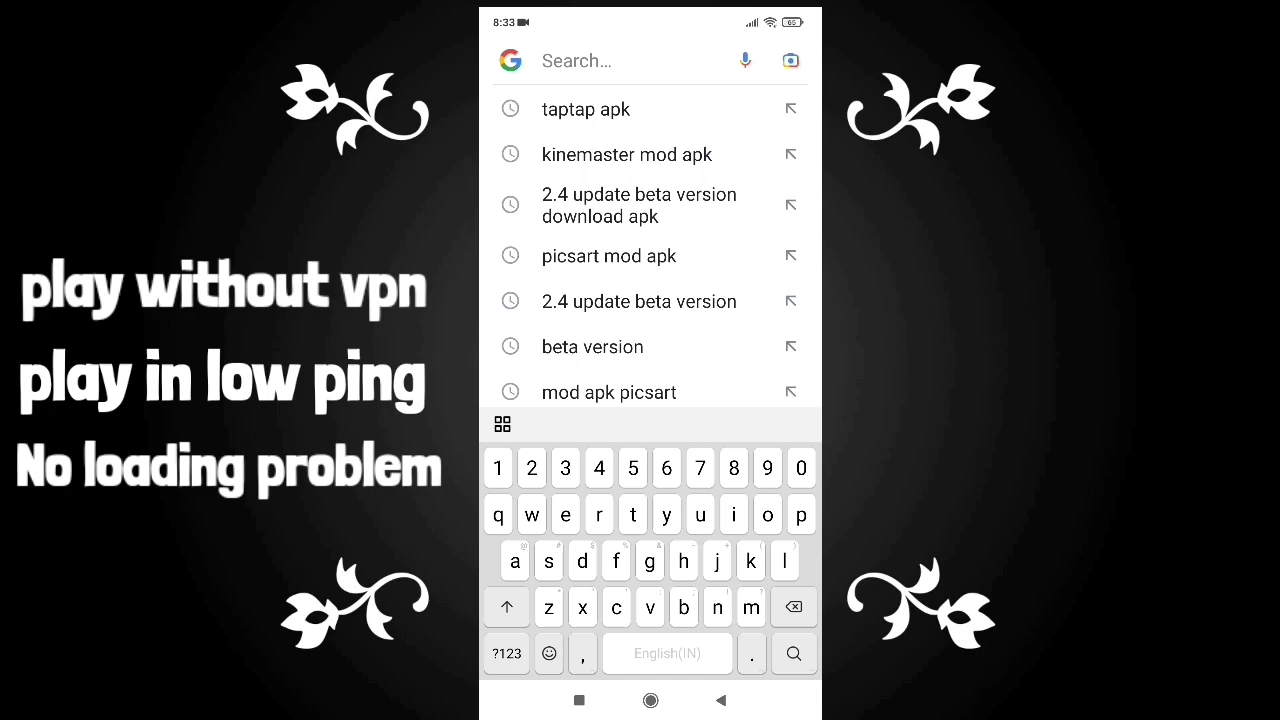 play without vpn
play in low ping
No loading problem
8:33
65
Search...
taptap apk
kinemaster mod apk
2.4 update beta version
download apk
picsart mod apk
2.4 update beta version
beta version
mod apk picsart
1 2 3 4 5 6 7 8 9 0
q w e r t y u i o p
a s d f g h j k l
z x c v b n m
?123 , English(IN) .